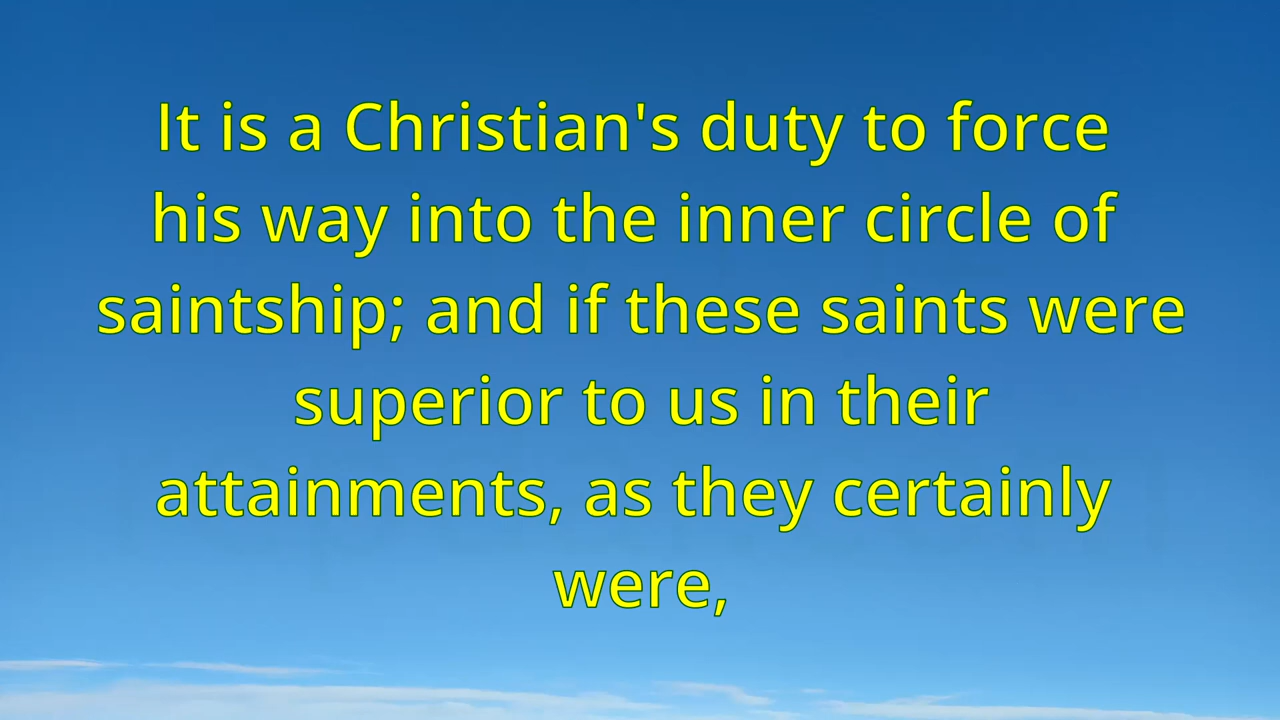 It is a Christian's duty to force
his way into the inner circle of
saintship; and if these saints were
superior to us in their
attainments, as they certainly
were,